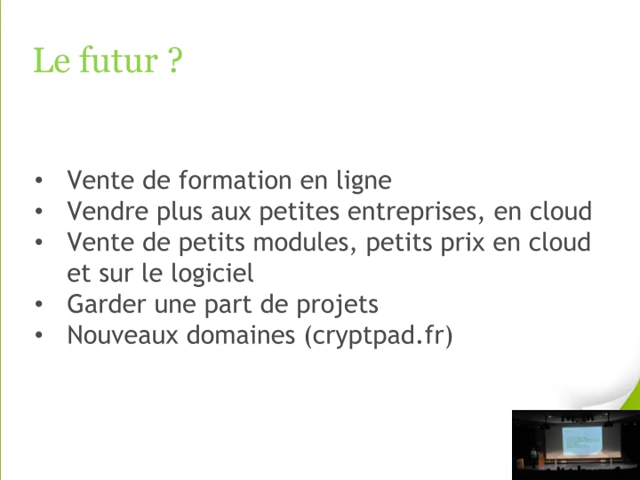 Le futur ?
• Vente de formation en ligne
• Vendre plus aux petites entreprises, en cloud
• Vente de petits modules, petits prix en cloud
et sur le logiciel
• Garder une part de projets
• Nouveaux domaines (cryptpad.fr)